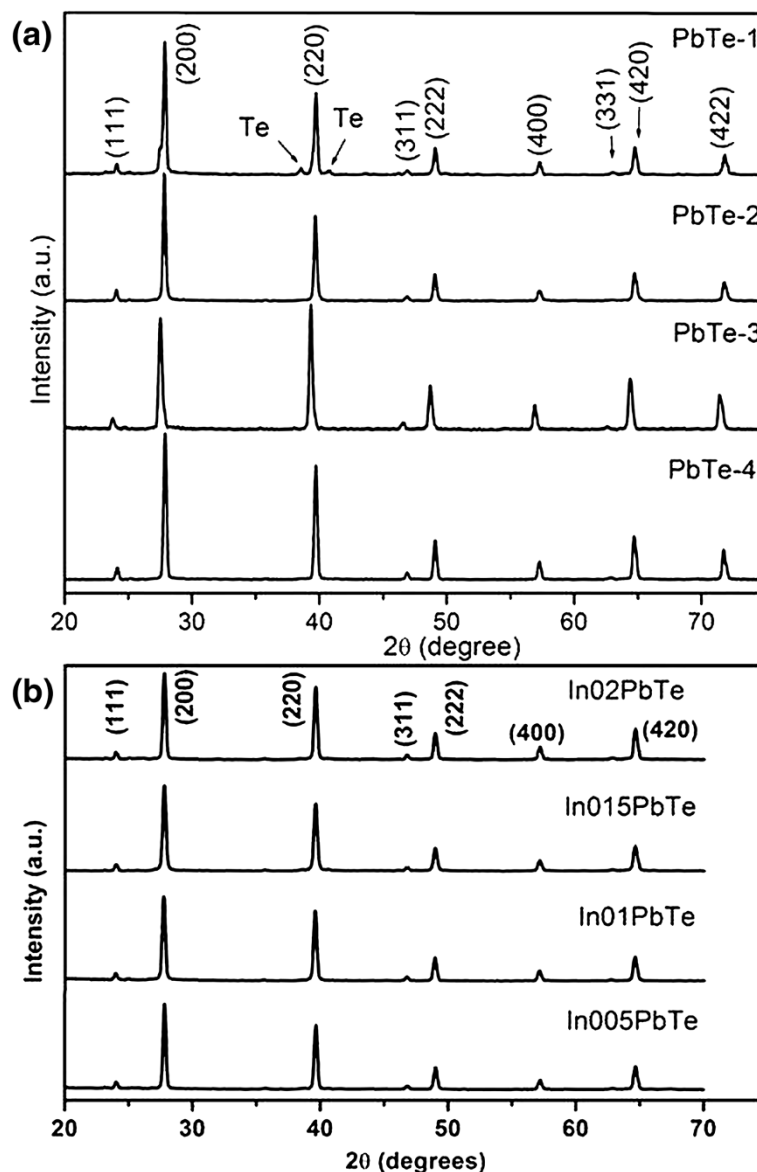 (a)
PbTe-1
(111)
(200)
Te
(220)
Te
(311)
(222)
(400)
(331)
(420)
(422)
PbTe-2
PbTe-3
PbTe-4
Intensity (a.u.)
20 30 40 50 60 70
2θ (degree)
(b)
In02PbTe
(111)
(200)
(220)
(311)
(222)
(400)
(420)
In015PbTe
In01PbTe
In005PbTe
Intensity (a.u.)
20 30 40 50 60 70
2θ (degrees)